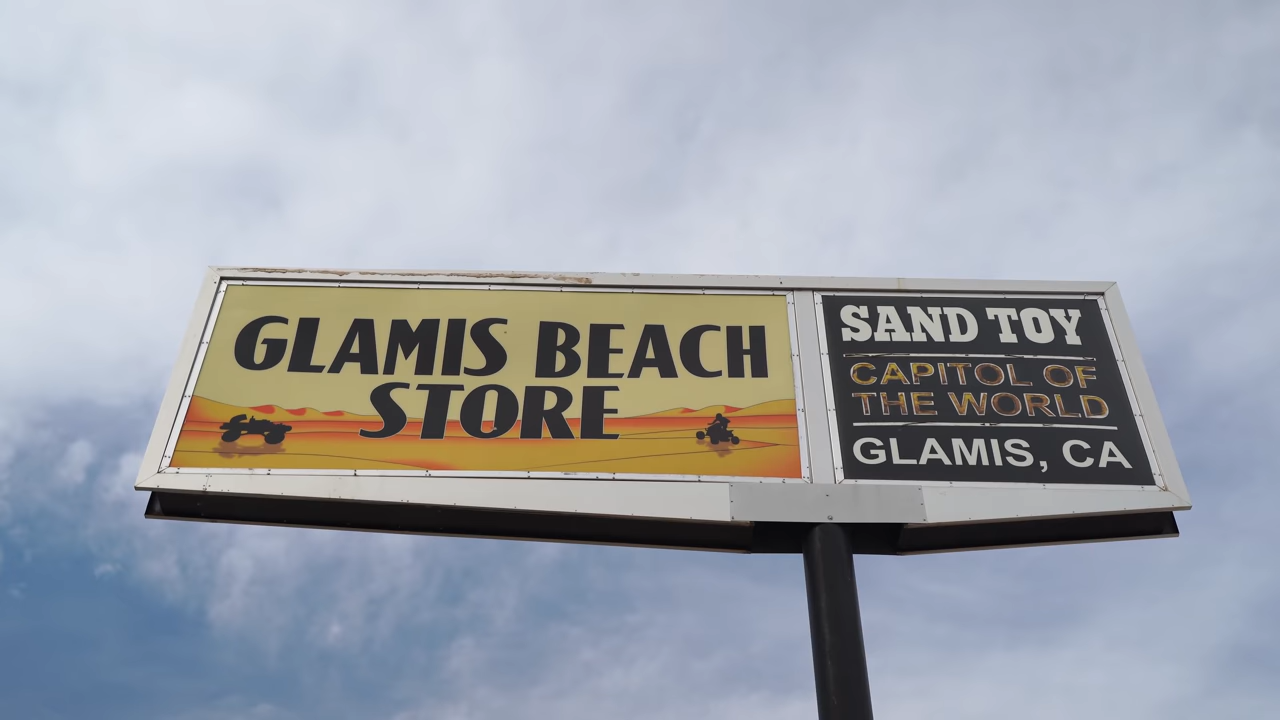 GLAMIS BEACH
STORE
SAND TOY
CAPITOL OF
THE WORLD
GLAMIS, CA